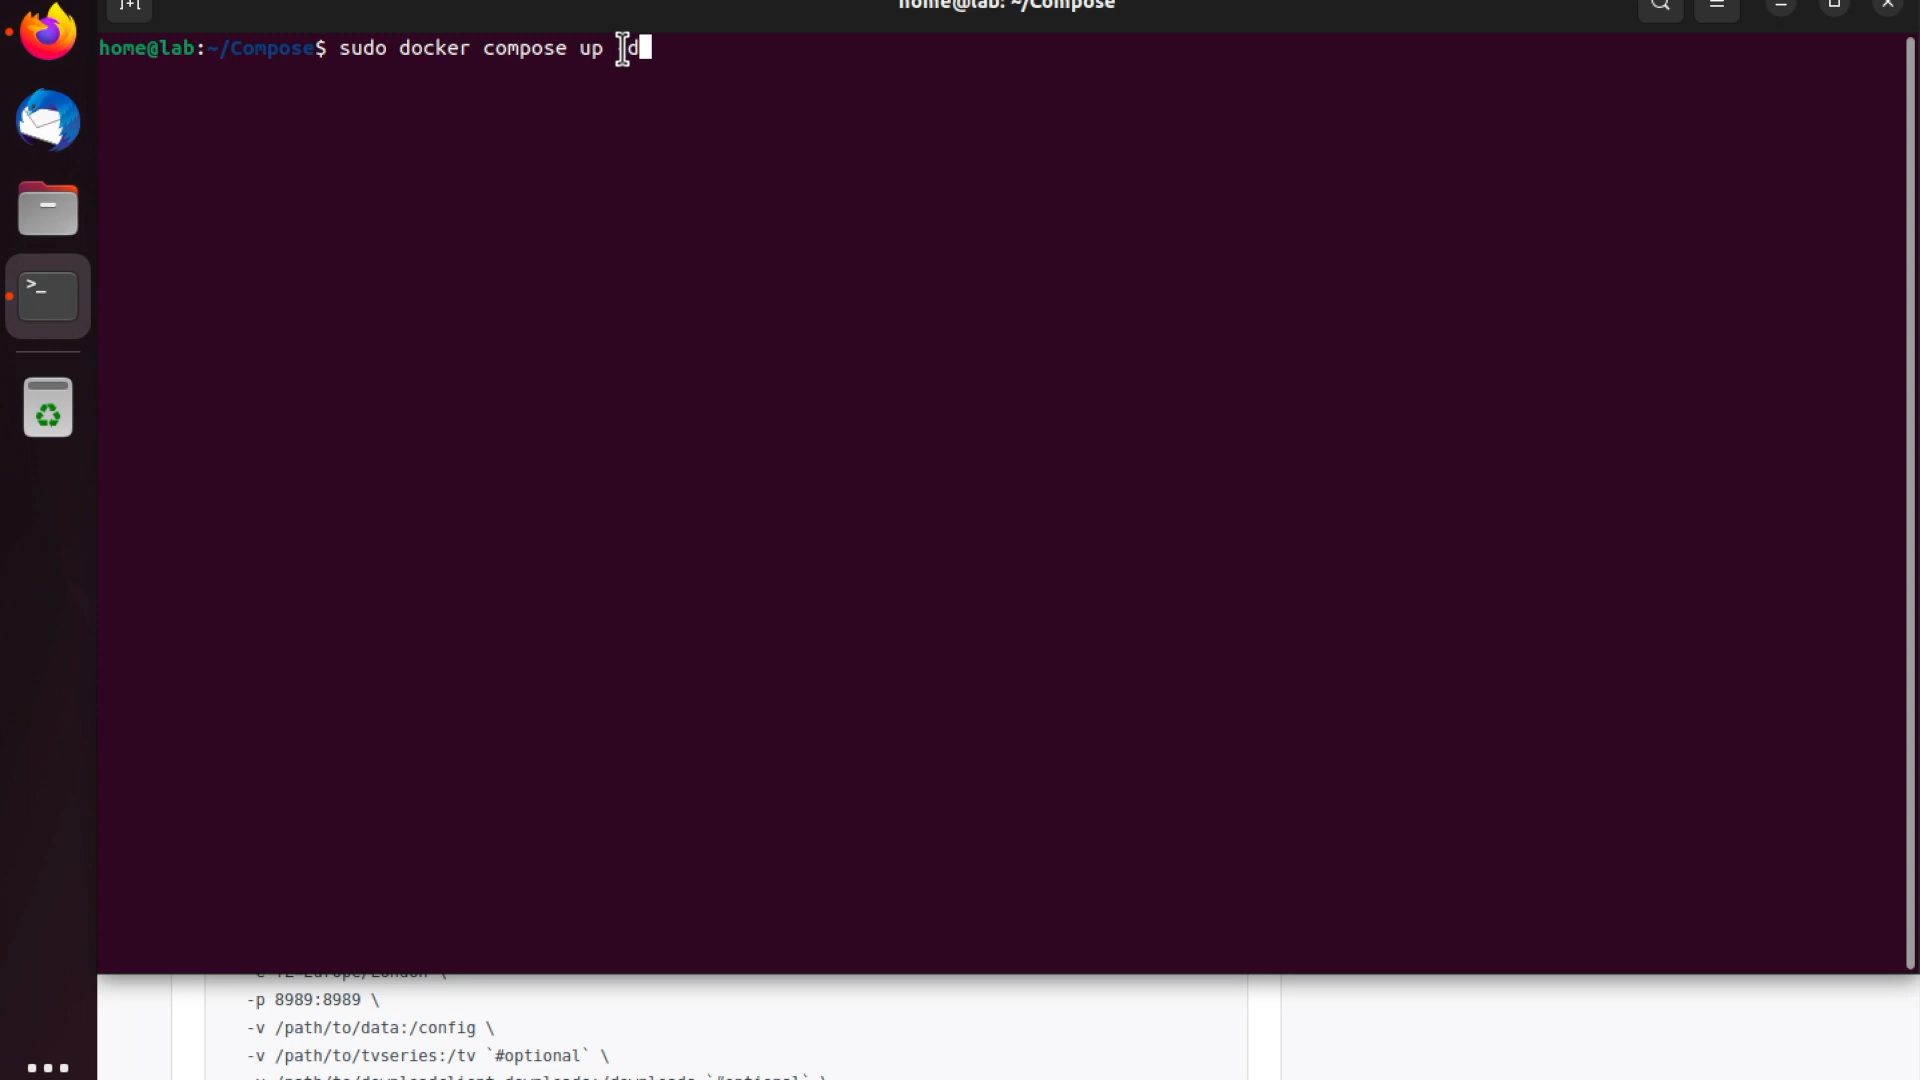 home@lab: ~/Compose
home@lab:~/Compose$ sudo docker compose up -d
>_
-p 8989:8989 \
-v /path/to/data:/config \
-v /path/to/tvseries:/tv `#optional` \